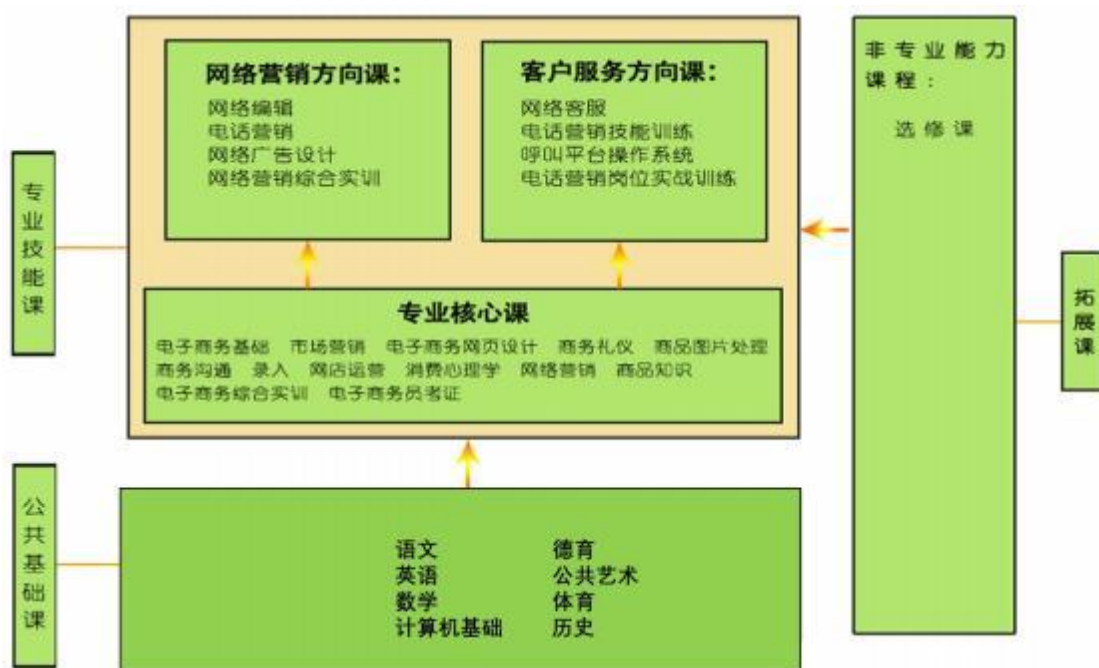 网络营销方向课：
网络编辑
电话营销
网络广告设计
网络营销综合实训
客户服务方向课：
网络客服
电话营销技能训练
呼叫平台操作系统
电话营销岗位实战训练
非专业能力
课程：
选修课
专业技能课
专业核心课
电子商务基础 市场营销 电子商务网页设计 商务礼仪 商品图片处理
商务沟通 录入 网店运营 消费心理学 网络营销 商品知识
电子商务综合实训 电子商务员考证
拓展课
公共基础课
语文 德育
英语 公共艺术
数学 体育
计算机基础 历史